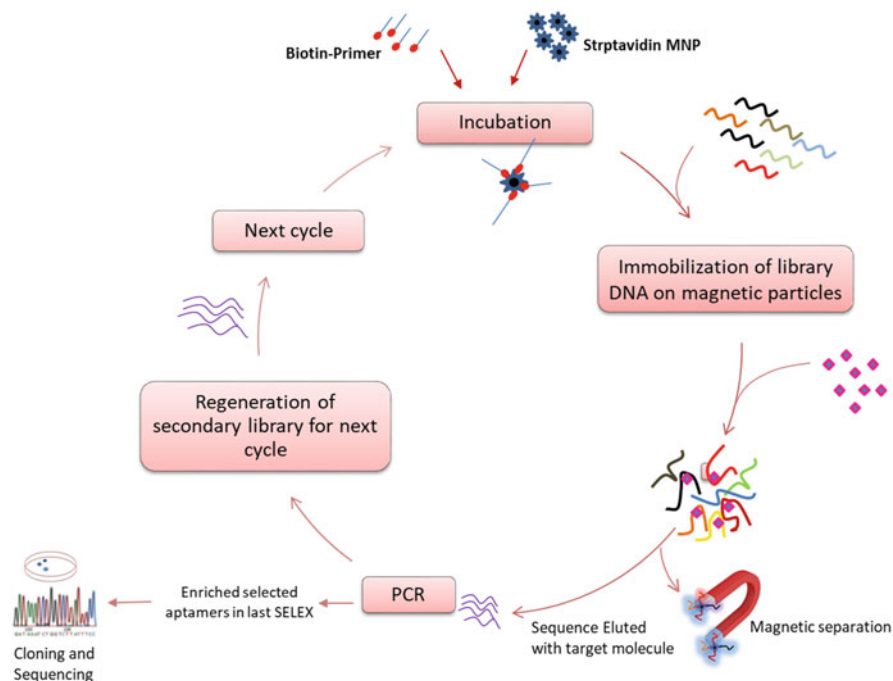 Biotin-Primer
Strptavidin MNP
Incubation
Immobilization of library
DNA on magnetic particles
Magnetic separation
Sequence Eluted
with target molecule
PCR
Enriched selected
aptamers in last SELEX
Cloning and
Sequencing
Regeneration of
secondary library for next
cycle
Next cycle